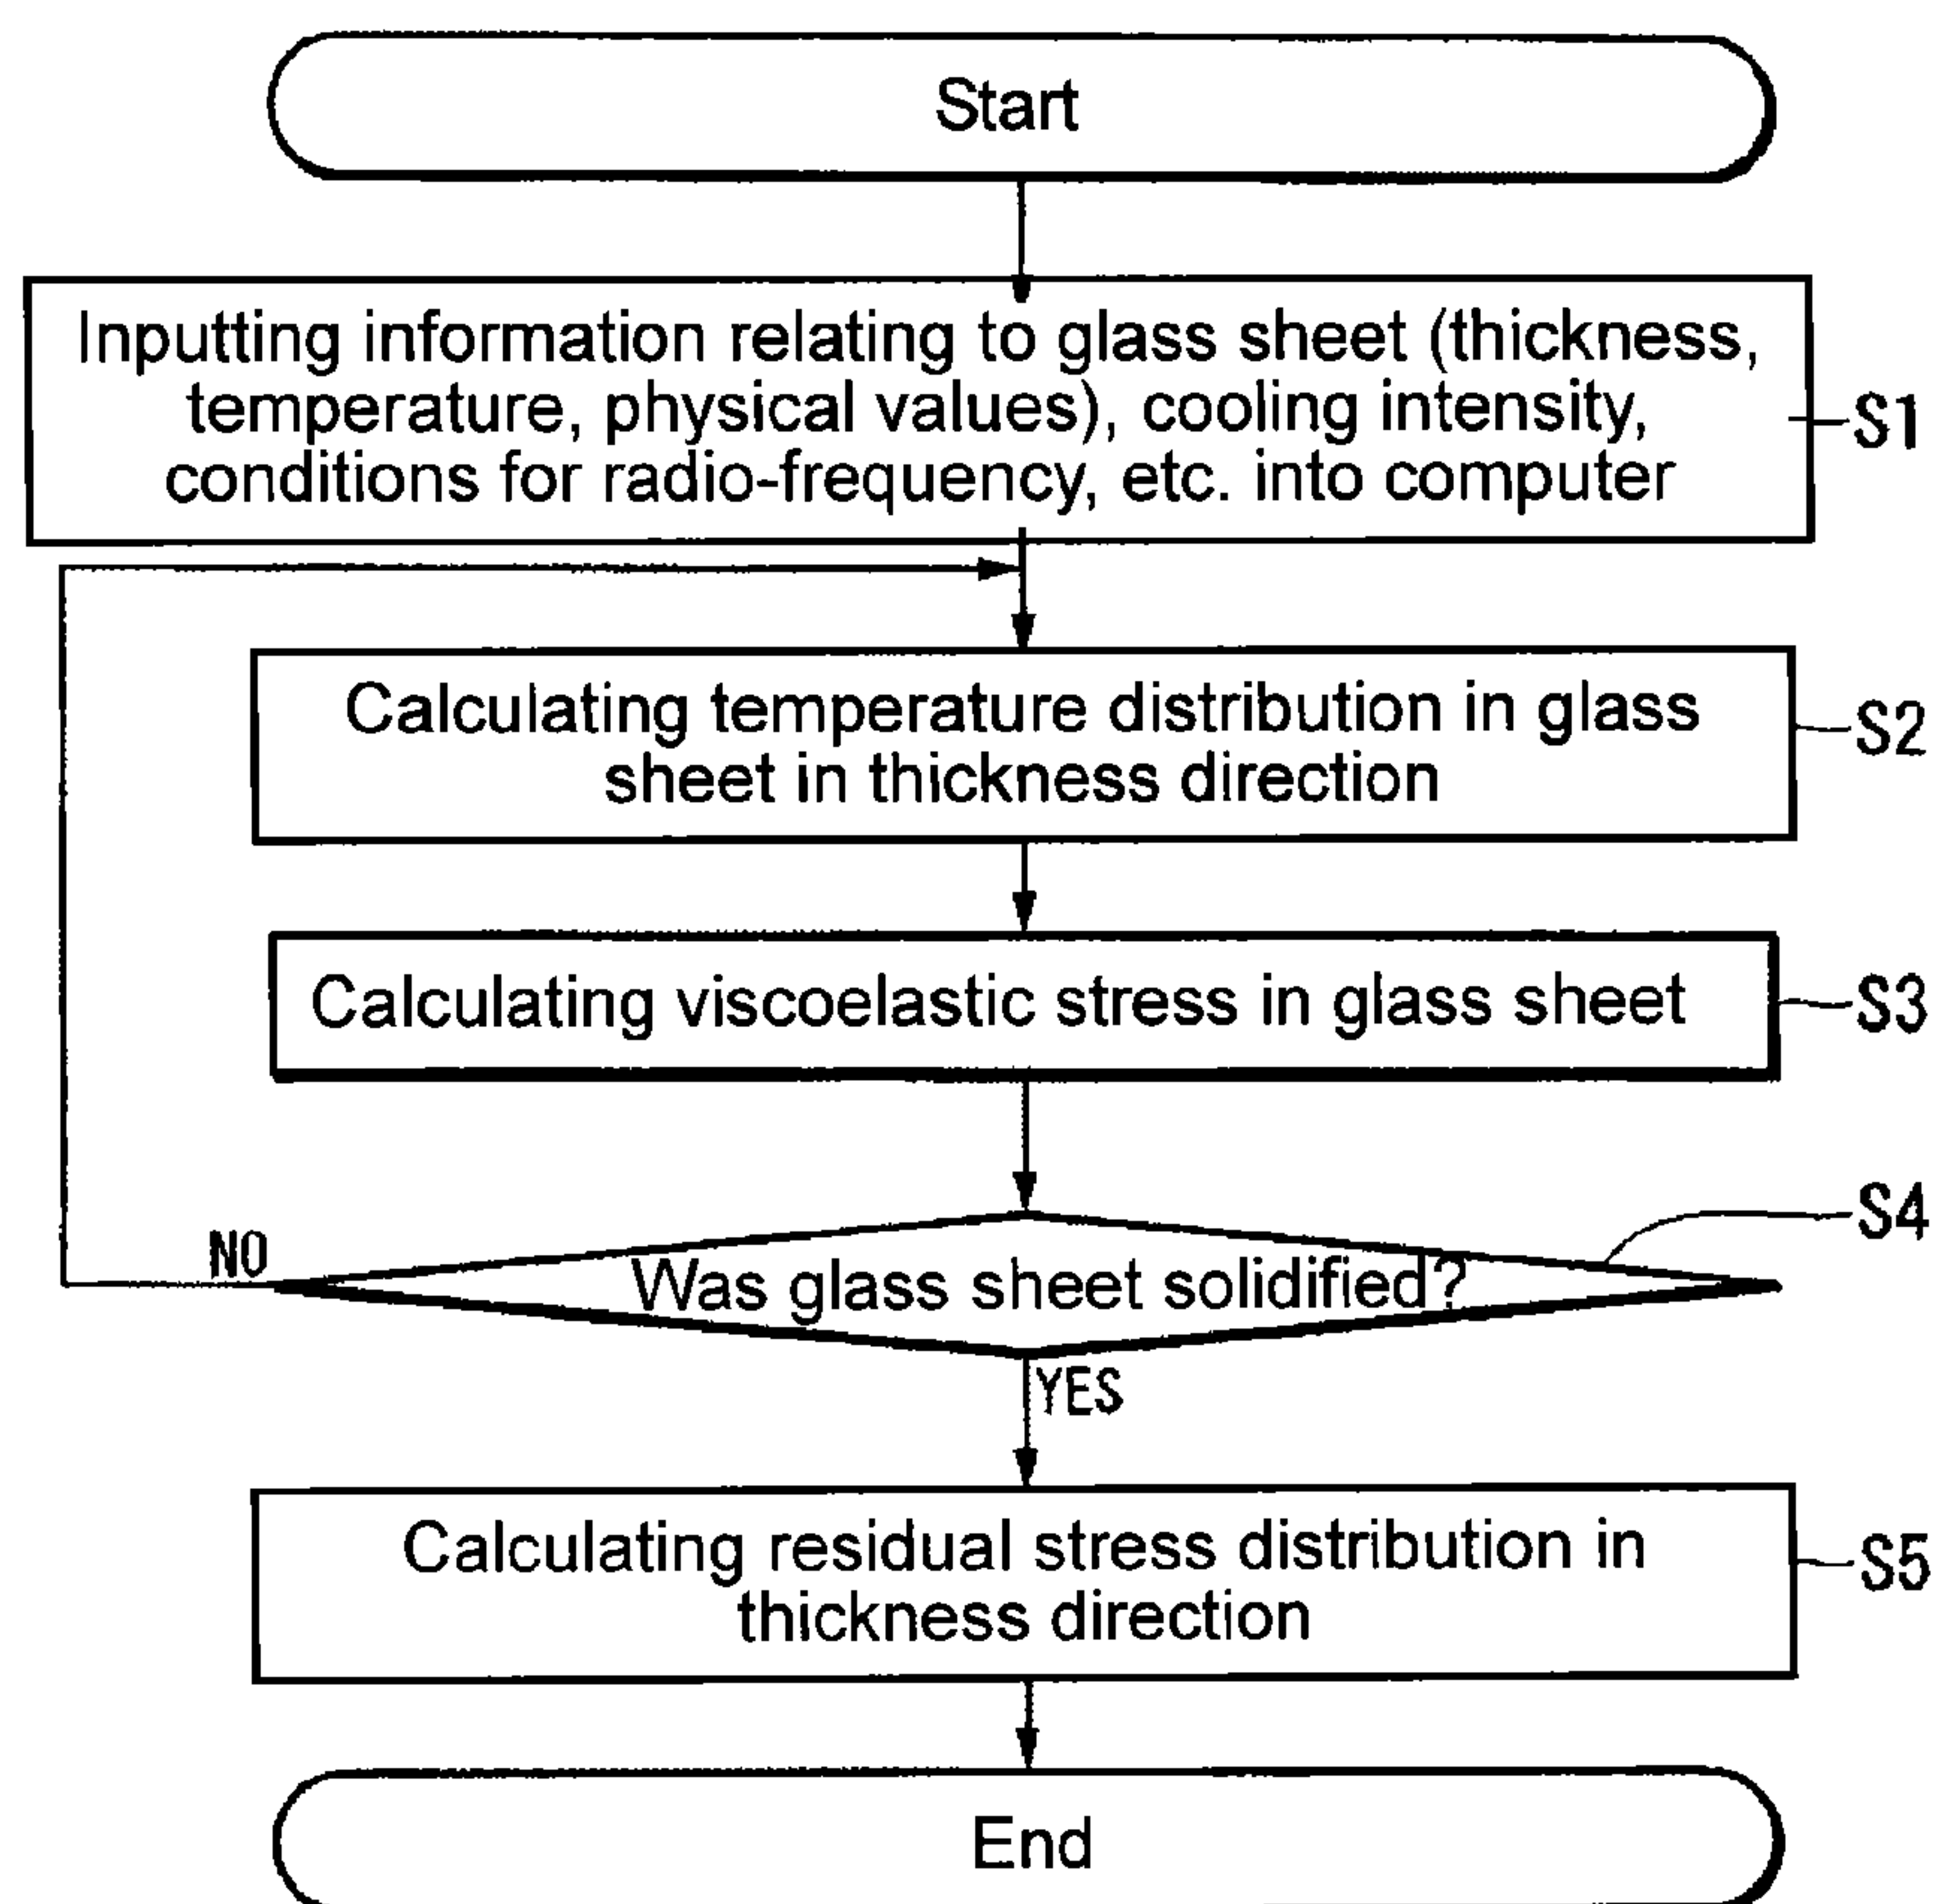 Start
Inputting information relating to glass sheet (thickness,
temperature, physical values), cooling intensity,
conditions for radio-frequency, etc. into computer
S1
Calculating temperature distribution in glass
sheet in thickness direction
S2
Calculating viscoelastic stress in glass sheet
S3
S4
NO
Was glass sheet solidified?
YES
Calculating residual stress distribution in
thickness direction
S5
End